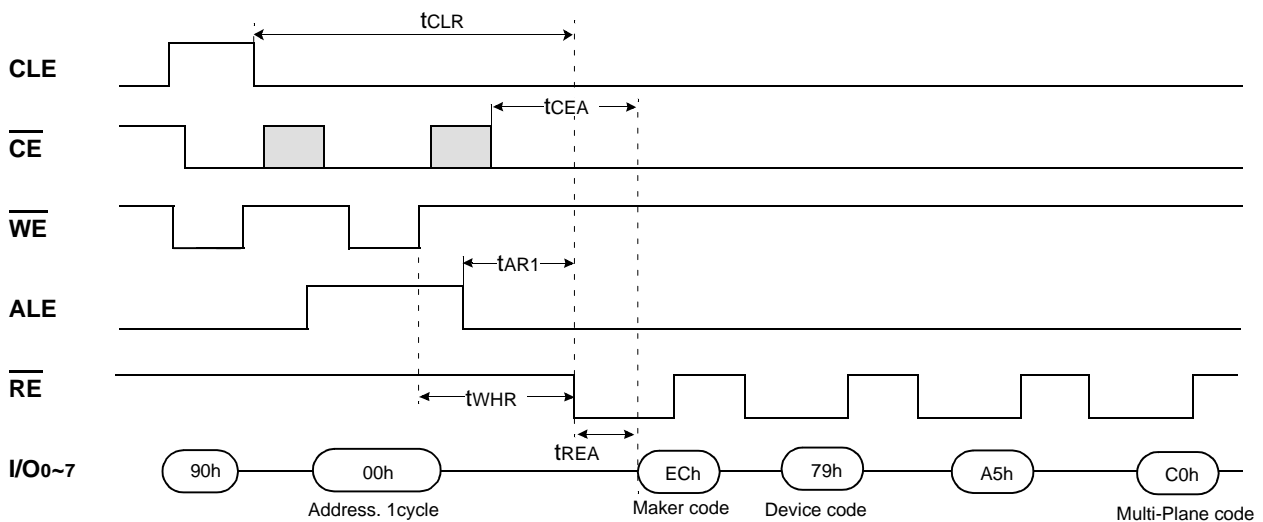 tCLR
CLE
tCEA
CE
WE
tAR1
ALE
RE
tWHR
tREA
I/O0~7 90h 00h ECh 79h A5h C0h
Address. 1cycle Maker code Device code Multi-Plane code